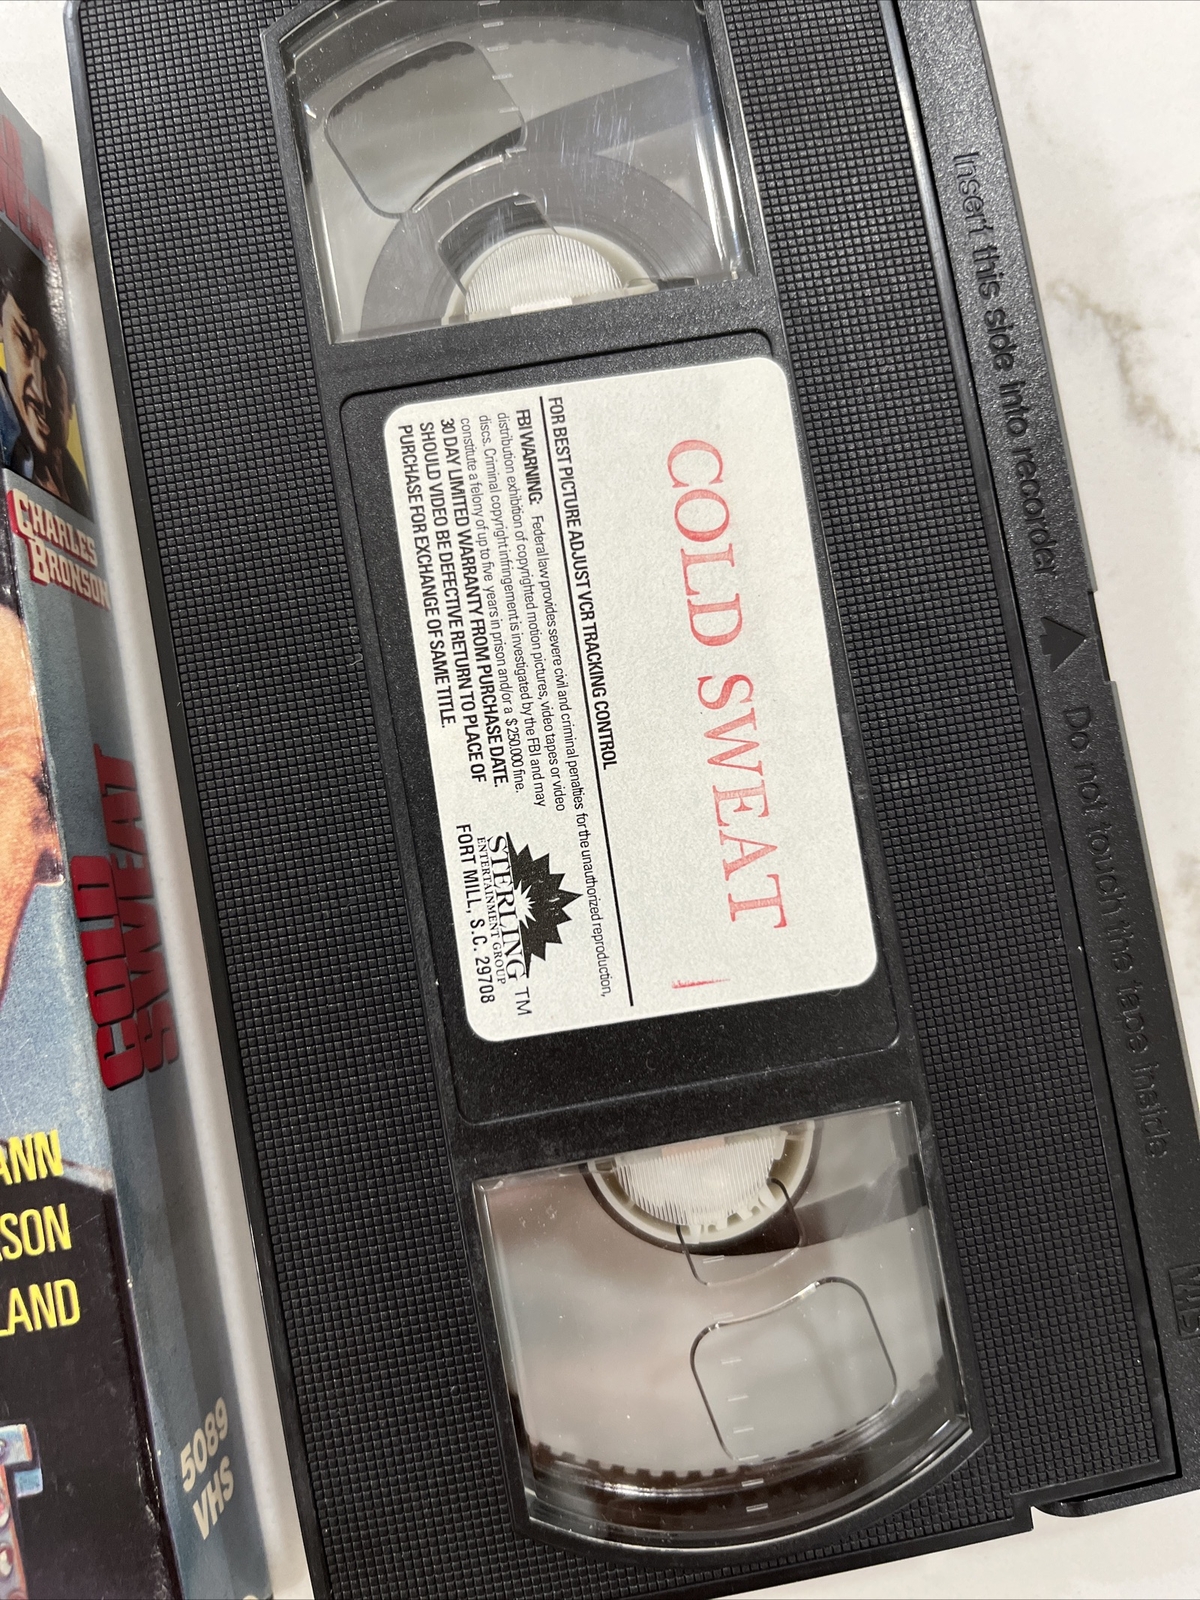 COLD SWEAT
FOR BEST PICTURE ADJUST VCR TRACKING CONTROL
FBI WARNING: Federal law provides severe civil and criminal penalties for the unauthorized reproduction,
distribution exhibition of copyrighted motion pictures, video tapes or video
discs. Criminal copyright infringement is investigated by the FBI and may
constitute a felony of up to five years in prison and/or a $250.000 fine.
30 DAY LIMITED WARRANTY FROM PURCHASE DATE.
SHOULD VIDEO BE DEFECTIVE RETURN TO PLACE OF
PURCHASE FOR EXCHANGE OF SAME TITLE.
STERLING TM
ENTERTAINMENT GROUP
FORT MILL, S.C. 29708
Insert this side into recorder
Do not touch the tape inside
CHARLES
BRONSON
COLD
SWEAT
5089
VHS
ANN
SON
LAND